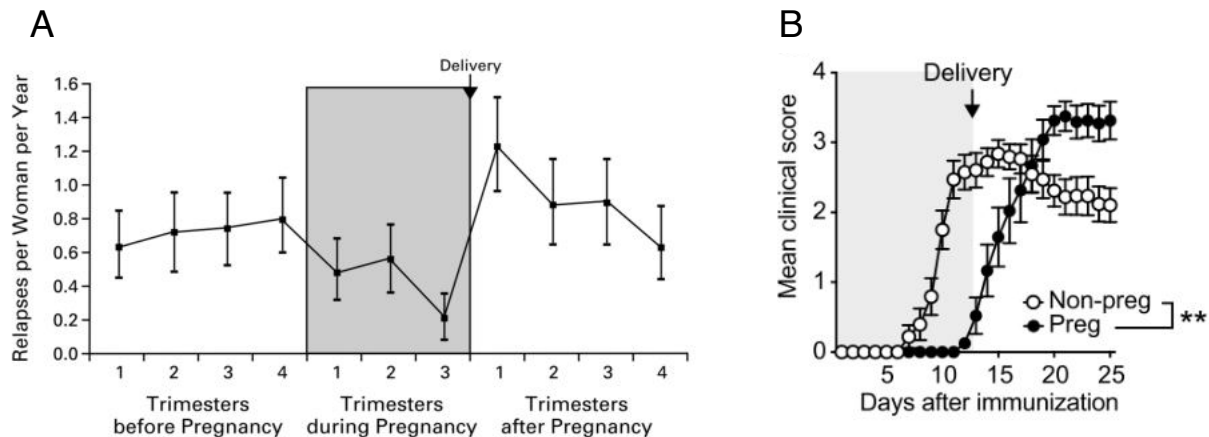 A
Relapses per Woman per Year
1.6
1.4
1.2
1.0
0.8
0.6
0.4
0.2
0.0
Delivery
1 2 3 4 1 2 3 1 2 3 4
Trimesters before Pregnancy
Trimesters during Pregnancy
Trimesters after Pregnancy
B
Mean clinical score
4
3
2
1
0
Delivery
Non-preg
Preg
**
5 10 15 20 25
Days after immunization